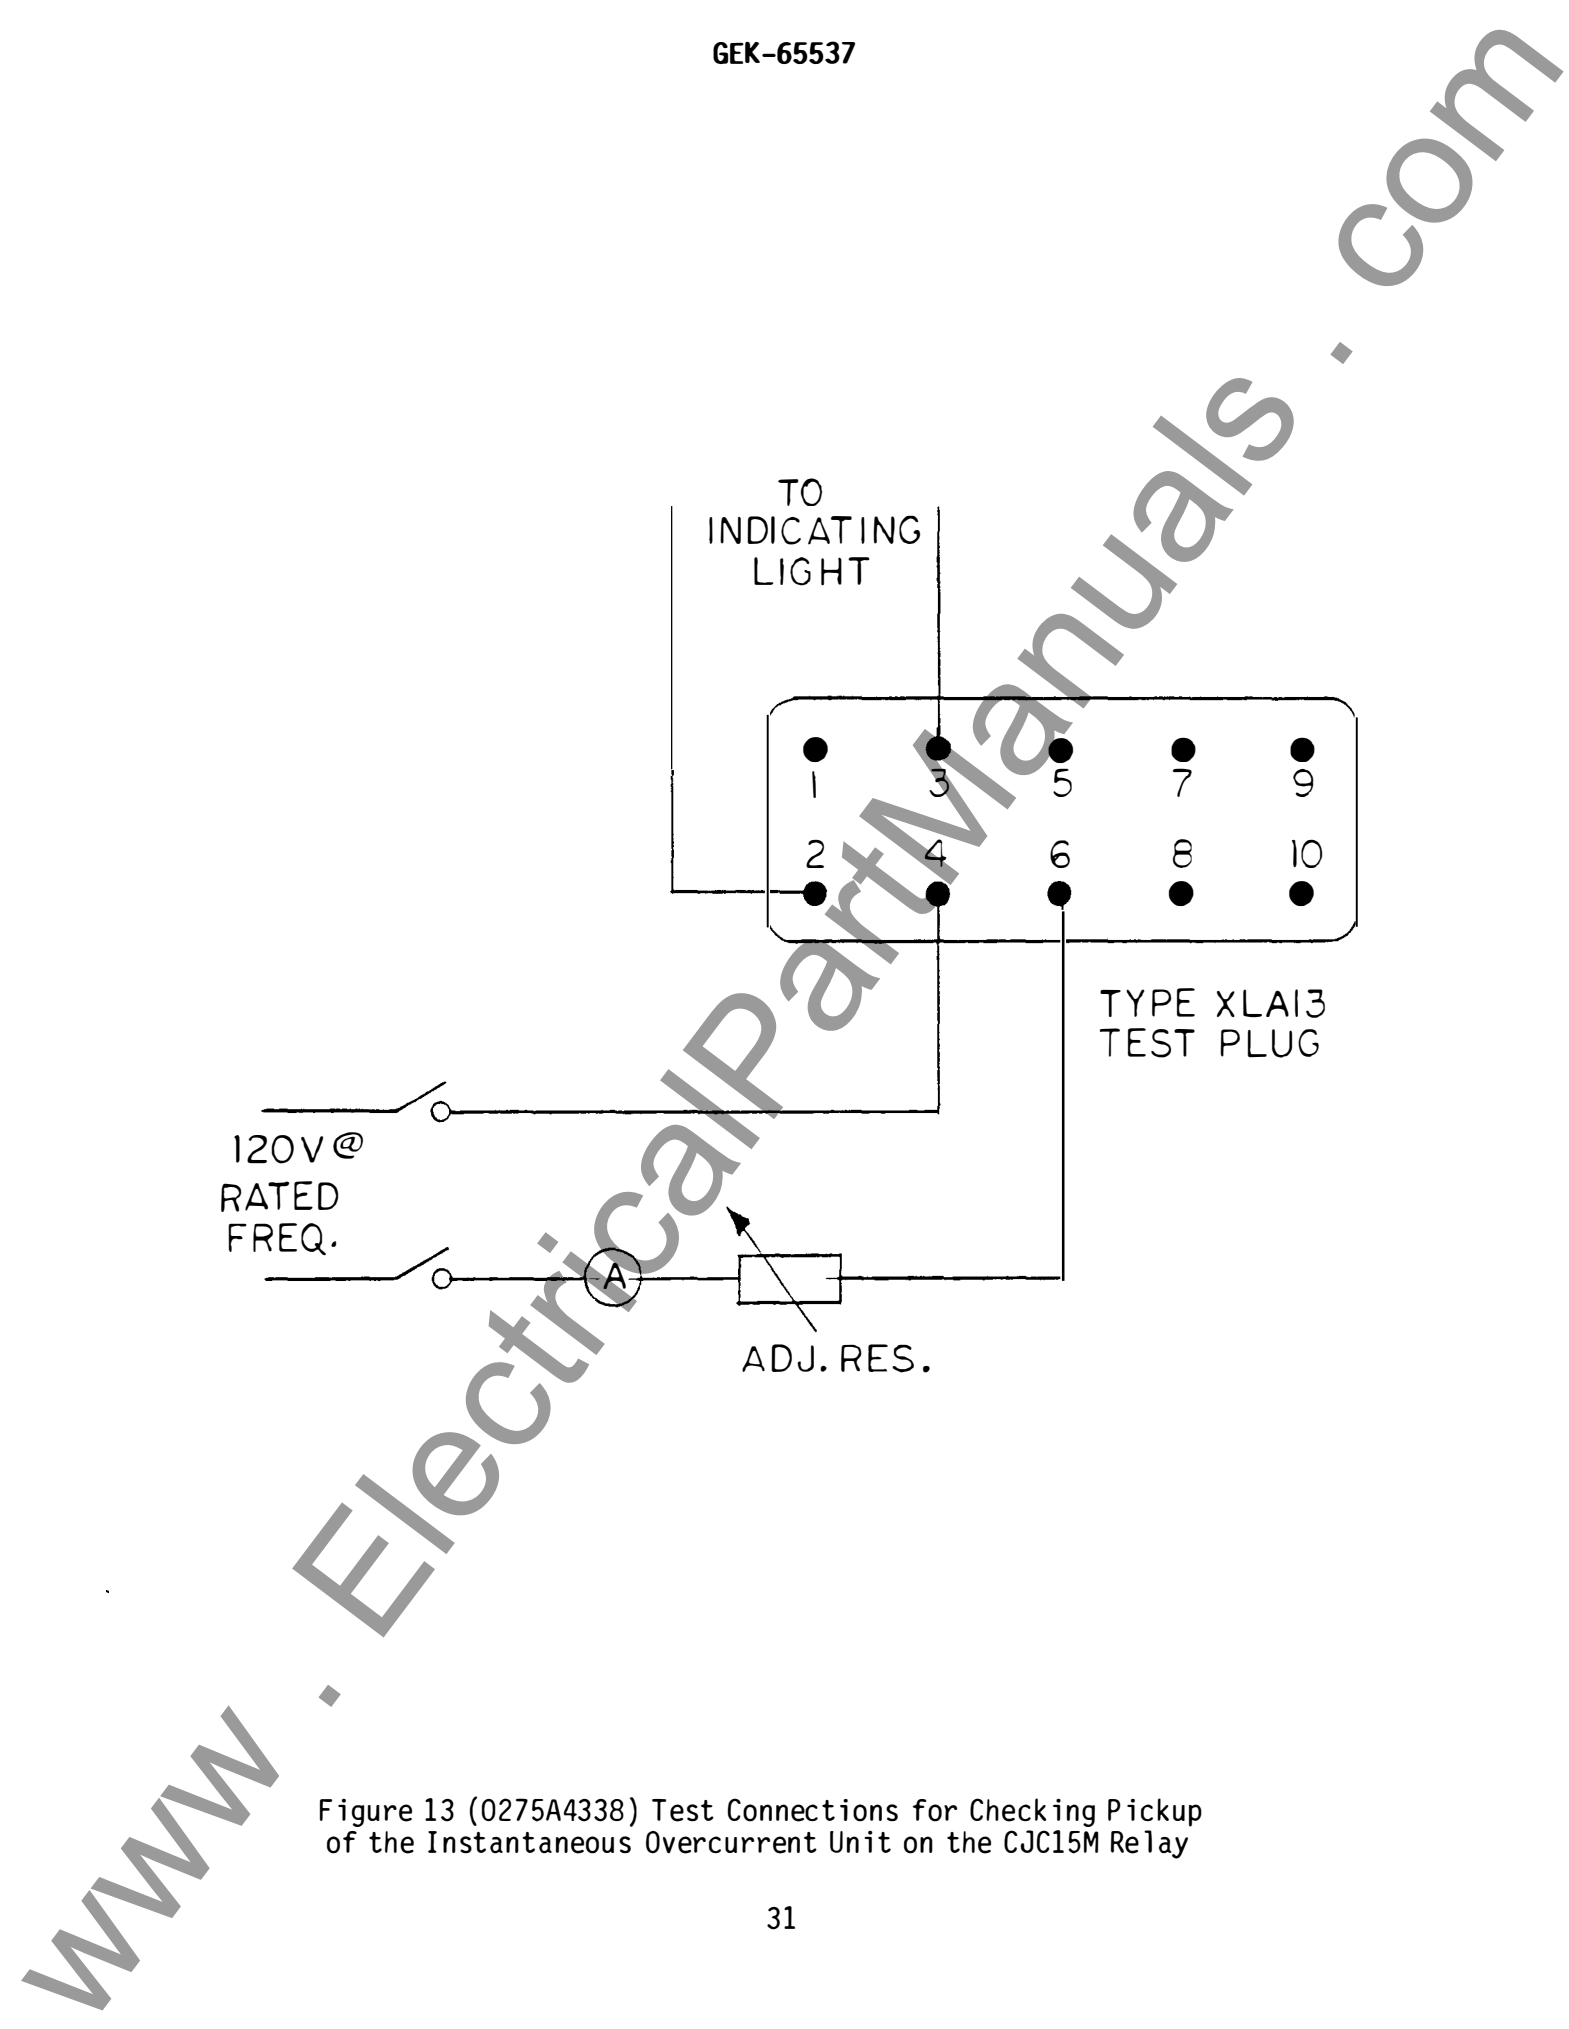 GEK-65537
TO
INDICATING
LIGHT
1 3 5 7 9
2 4 6 8 10
TYPE XLA13
TEST PLUG
120V@
RATED
FREQ.
A
ADJ. RES.
Figure 13 (0275A4338) Test Connections for Checking Pickup
of the Instantaneous Overcurrent Unit on the CJC15M Relay
31
www . ElectricalPartManuals . com